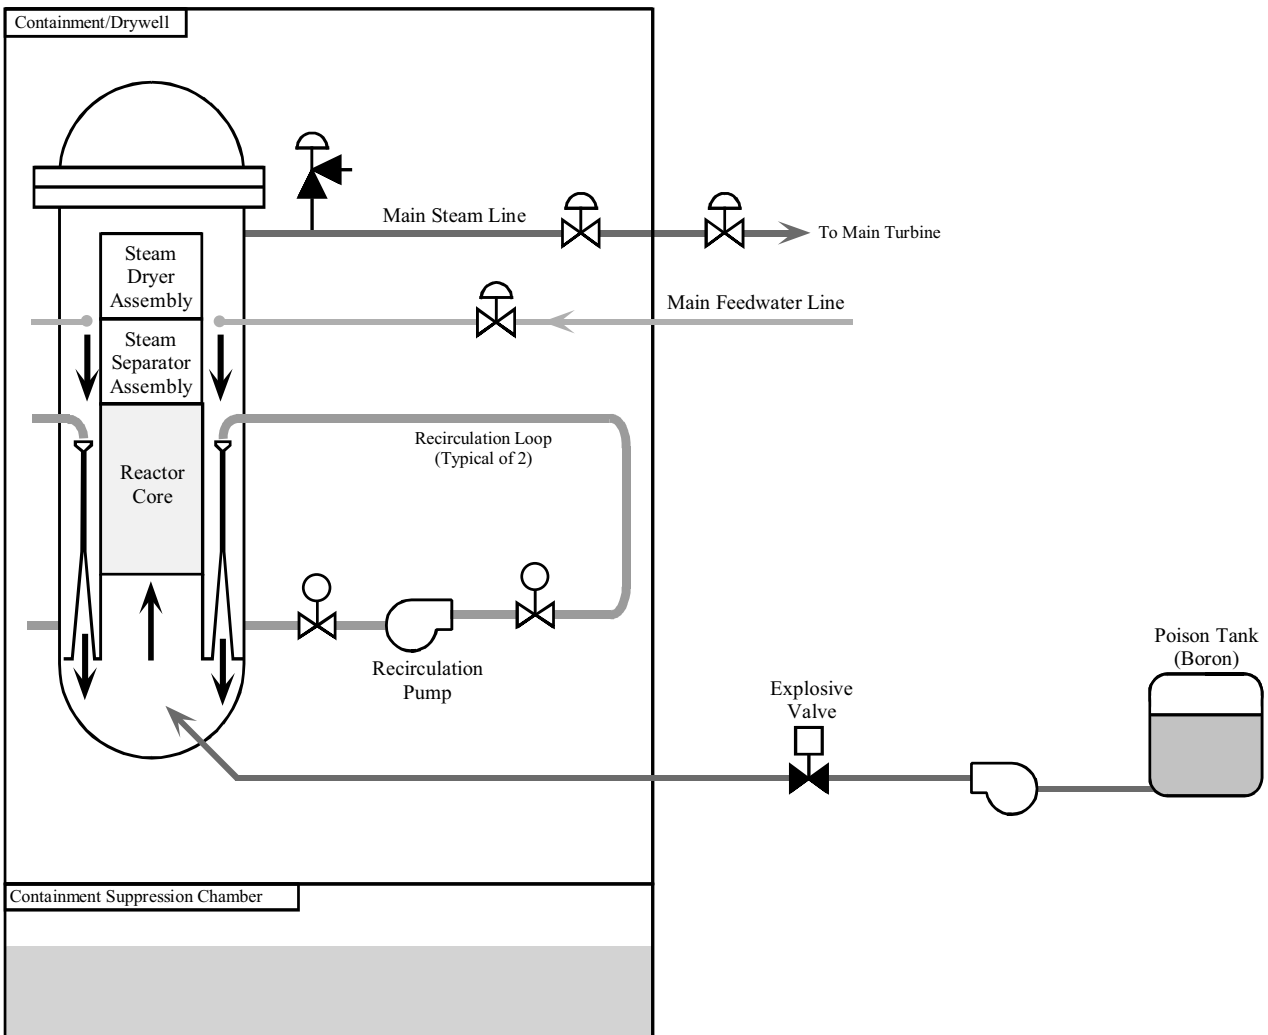 Containment/Drywell
Main Steam Line
To Main Turbine
Steam
Dryer
Assembly
Main Feedwater Line
Steam
Separator
Assembly
Recirculation Loop
(Typical of 2)
Reactor
Core
Recirculation
Pump
Poison Tank
(Boron)
Explosive
Valve
Containment Suppression Chamber